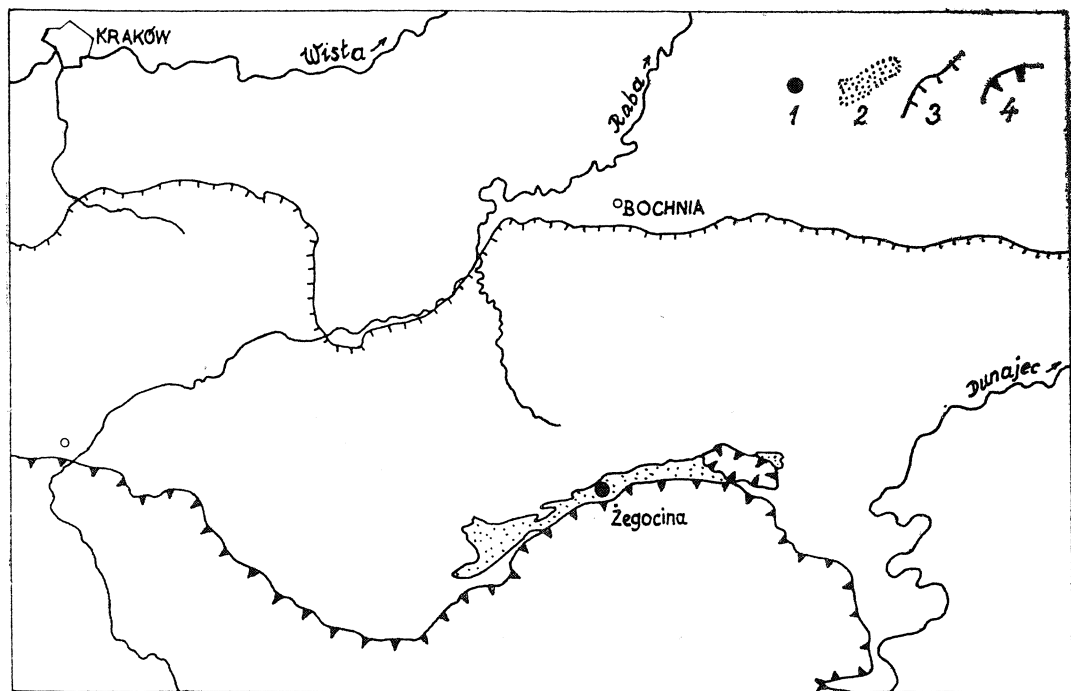 KRAKÓW
Wisła
Raba
1 2 3 4
BOCHNIA
Dunajec
Żegocina